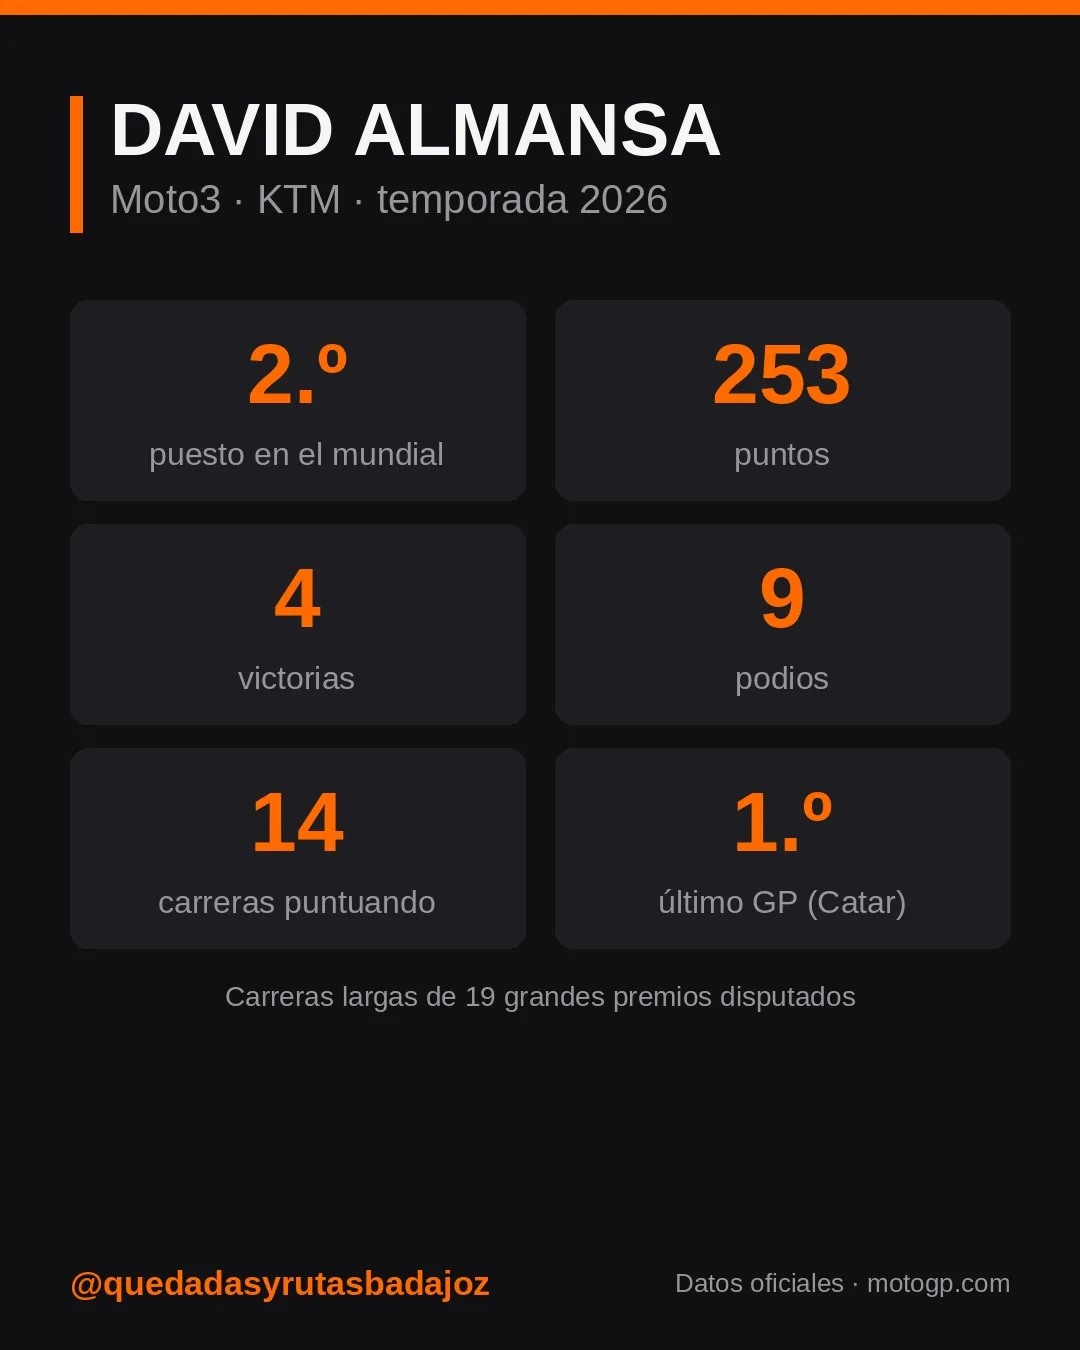 DAVID ALMANSA
Moto3 · KTM · temporada 2026
2.º
puesto en el mundial
253
puntos
4
victorias
9
podios
14
carreras puntuando
1.º
último GP (Catar)
Carreras largas de 19 grandes premios disputados
@quedadasyrutasbadajoz
Datos oficiales · motogp.com